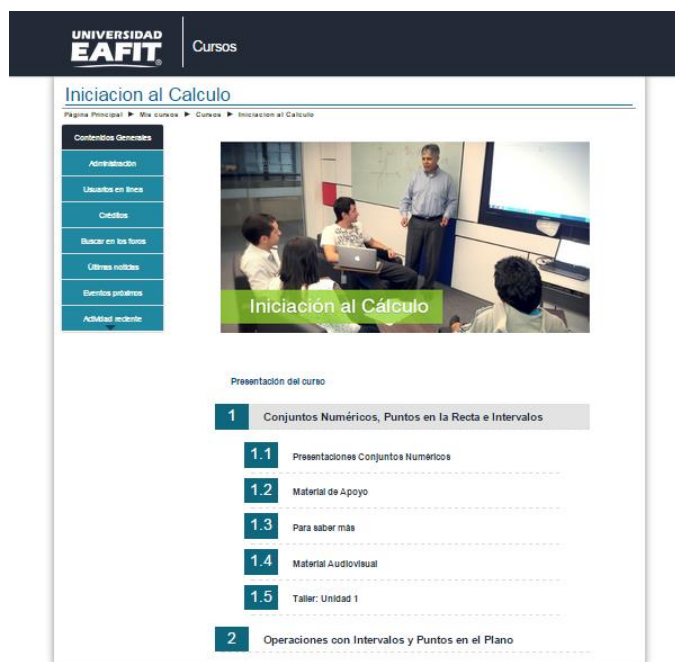 UNIVERSIDAD
EAFIT
Cursos
Iniciacion al Calculo
Página Principal ► Mis cursos ► Cursos ► Iniciacion al Calculo
Contenidos Generales
Administración
Usuarios en línea
Créditos
Buscar en los foros
Últimas noticias
Eventos próximos
Actividad reciente
Iniciación al Cálculo
Presentación del curso
1 Conjuntos Numéricos, Puntos en la Recta e Intervalos
1.1 Presentaciones Conjuntos Numéricos
1.2 Material de Apoyo
1.3 Para saber más
1.4 Material Audiovisual
1.5 Taller: Unidad 1
2 Operaciones con Intervalos y Puntos en el Plano